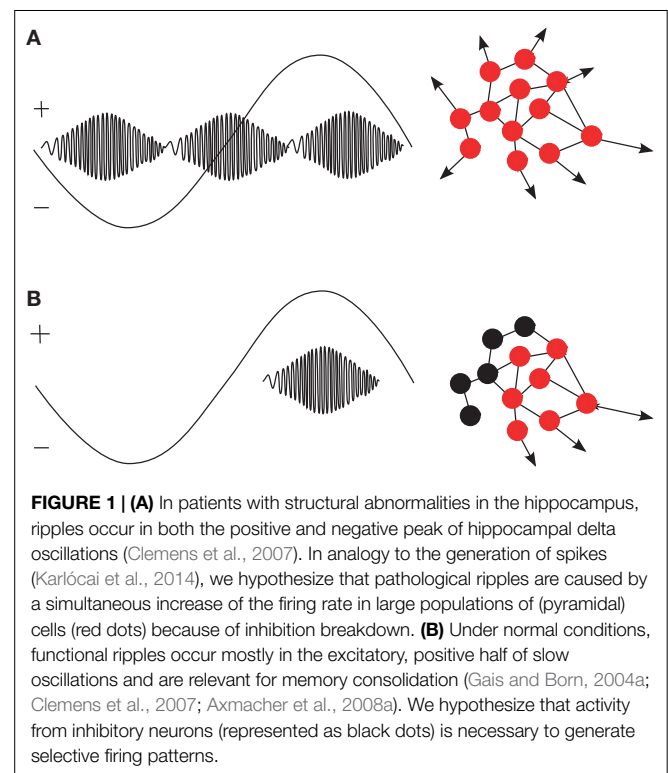 A
+
–
B
+
–
FIGURE 1 | (A) In patients with structural abnormalities in the hippocampus,
ripples occur in both the positive and negative peak of hippocampal delta
oscillations (Clemens et al., 2007). In analogy to the generation of spikes
(Karlócai et al., 2014), we hypothesize that pathological ripples are caused by
a simultaneous increase of the firing rate in large populations of (pyramidal)
cells (red dots) because of inhibition breakdown. (B) Under normal conditions,
functional ripples occur mostly in the excitatory, positive half of slow
oscillations and are relevant for memory consolidation (Gais and Born, 2004a;
Clemens et al., 2007; Axmacher et al., 2008a). We hypothesize that activity
from inhibitory neurons (represented as black dots) is necessary to generate
selective firing patterns.